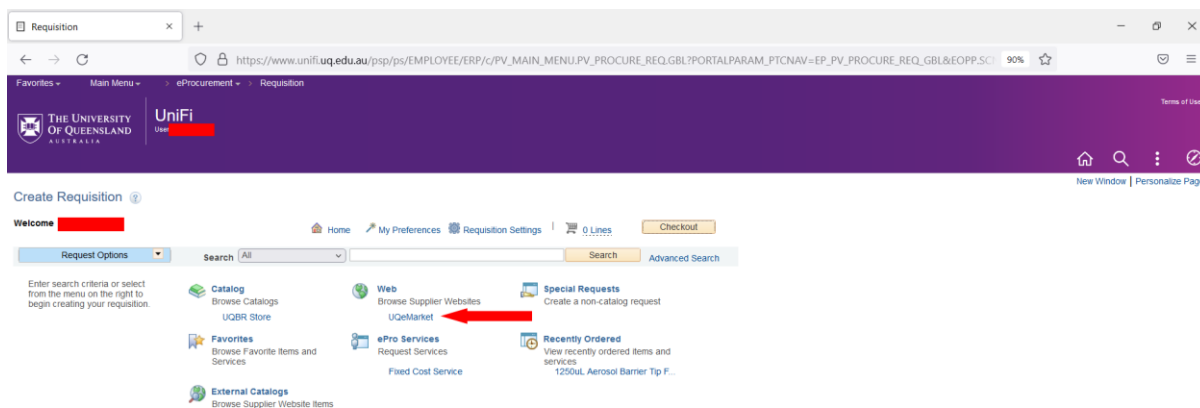 Requisition
https://www.unifi.uq.edu.au/psp/ps/EMPLOYEE/ERP/c/PV_MAIN_MENU.PV_PROCURE_REQ.GBL?PORTALPARAM_PTCNAV=EP_PV_PROCURE_REQ_GBL&EOPP.SC 90%
Favorites Main Menu > eProcurement > Requisition
Terms of Use
THE UNIVERSITY
OF QUEENSLAND
AUSTRALIA
UniFi
User
New Window | Personalize Pag
Create Requisition
Welcome
Home My Preferences Requisition Settings 0 Lines Checkout
Request Options Search All Search Advanced Search
Enter search criteria or select
from the menu on the right to
begin creating your requisition.
Catalog
Browse Catalogs
UQBR Store
Web
Browse Supplier Websites
UQeMarket
Special Requests
Create a non-catalog request
Favorites
Browse Favorite Items and
Services
ePro Services
Request Services
Fixed Cost Service
Recently Ordered
View recently ordered items and
services
1250uL Aerosol Barrier Tip F...
External Catalogs
Browse Supplier Website Items